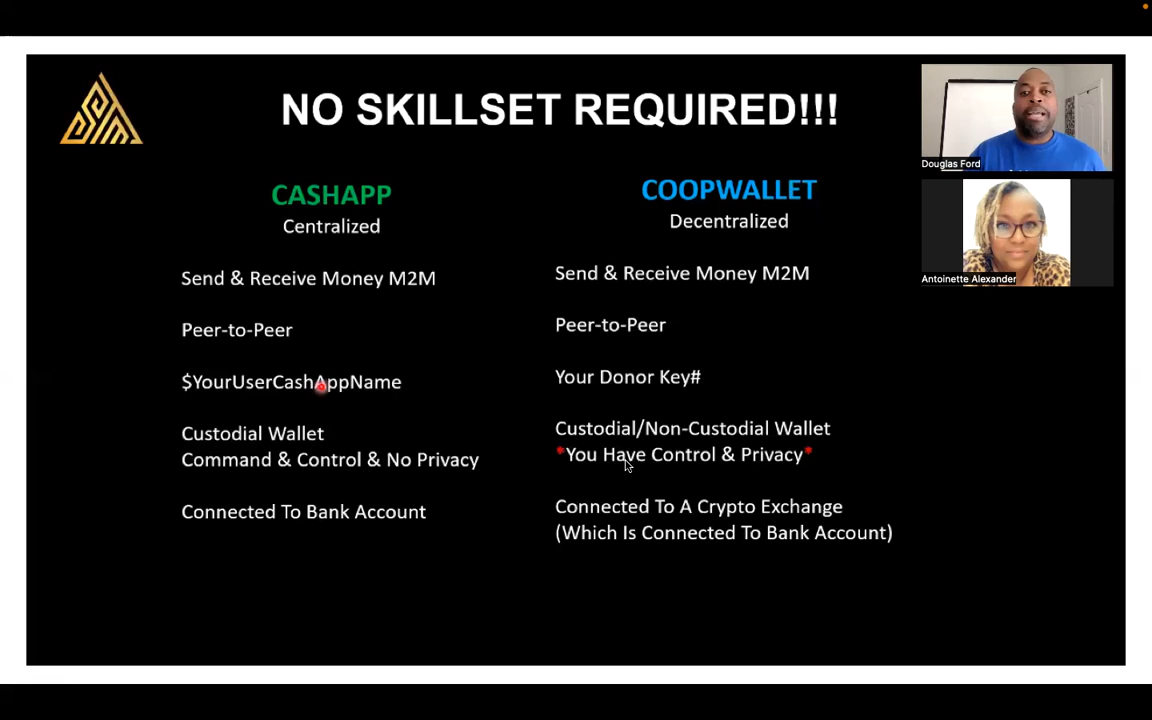 NO SKILLSET REQUIRED!!!
CASHAPP
Centralized
Send & Receive Money M2M
Peer-to-Peer
$YourUserCashAppName
Custodial Wallet
Command & Control & No Privacy
Connected To Bank Account
COOPWALLET
Decentralized
Send & Receive Money M2M
Peer-to-Peer
Your Donor Key#
Custodial/Non-Custodial Wallet
*You Have Control & Privacy*
Connected To A Crypto Exchange
(Which Is Connected To Bank Account)
Douglas Ford
Antoinette Alexander